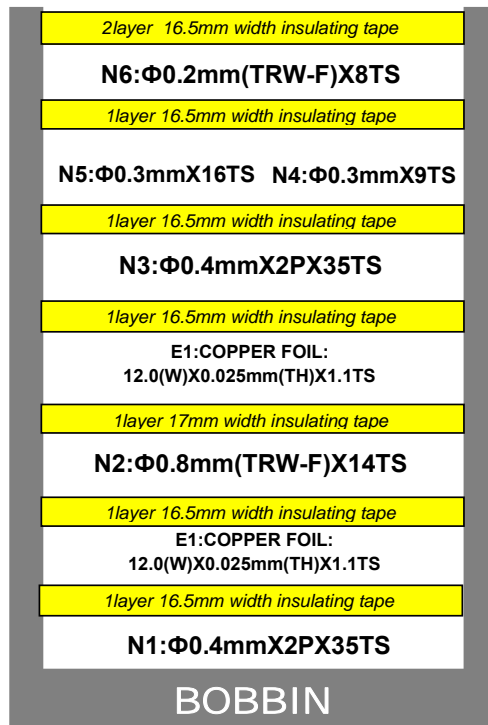 2layer 16.5mm width insulating tape
N6:Φ0.2mm(TRW-F)X8TS
1layer 16.5mm width insulating tape
N5:Φ0.3mmX16TS N4:Φ0.3mmX9TS
1layer 16.5mm width insulating tape
N3:Φ0.4mmX2PX35TS
1layer 16.5mm width insulating tape
E1:COPPER FOIL:
12.0(W)X0.025mm(TH)X1.1TS
1layer 17mm width insulating tape
N2:Φ0.8mm(TRW-F)X14TS
1layer 16.5mm width insulating tape
E1:COPPER FOIL:
12.0(W)X0.025mm(TH)X1.1TS
1layer 16.5mm width insulating tape
N1:Φ0.4mmX2PX35TS
BOBBIN